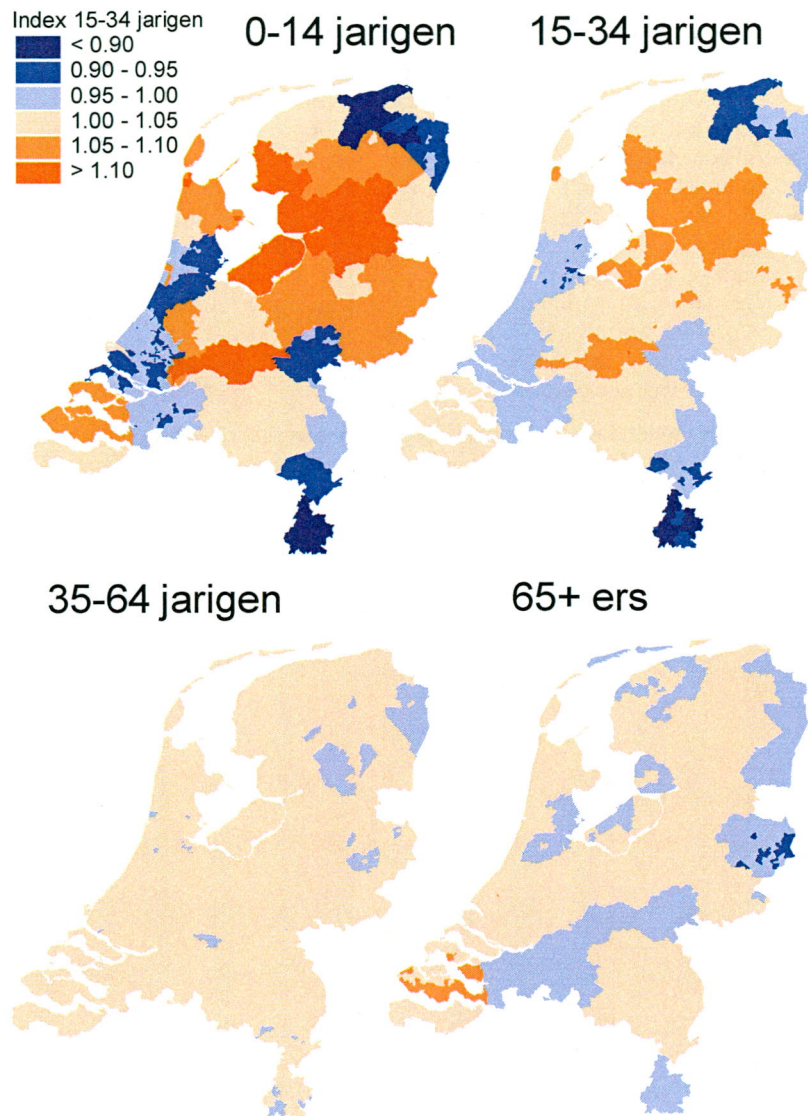 Index 15-34 jarigen
< 0.90
0.90 - 0.95
0.95 - 1.00
1.00 - 1.05
1.05 - 1.10
> 1.10
0-14 jarigen
15-34 jarigen
35-64 jarigen
65+ ers